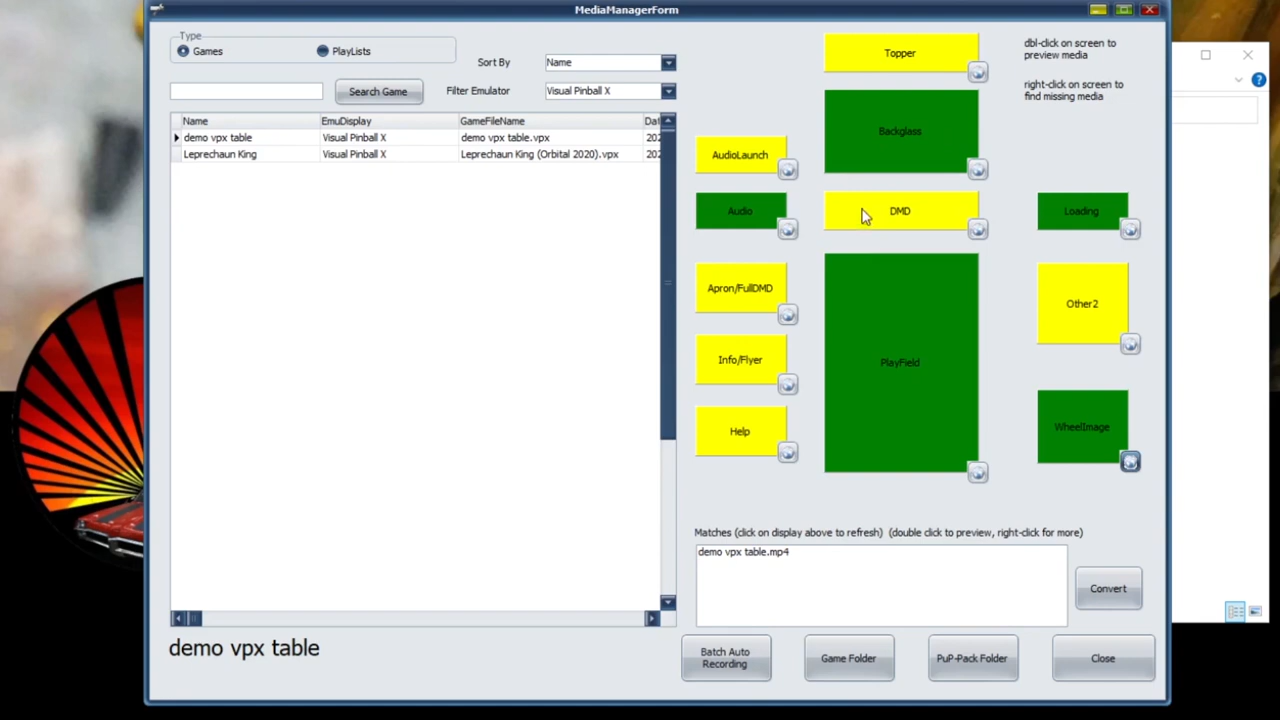 MediaManagerForm
Type
Games
PlayLists
Sort By
Name
Search Game
Filter Emulator
Visual Pinball X
Name
EmuDisplay
GameFileName
Dat
demo vpx table
Visual Pinball X
demo vpx table.vpx
202
Leprechaun King
Visual Pinball X
Leprechaun King (Orbital 2020).vpx
202
demo vpx table
Topper
dbl-click on screen to
preview media
right-click on screen to
find missing media
Backglass
AudioLaunch
Audio
DMD
Loading
Apron/FullDMD
Other2
Info/Flyer
PlayField
Help
WheelImage
Matches (click on display above to refresh) (double click to preview, right-click for more)
demo vpx table.mp4
Convert
Batch Auto
Recording
Game Folder
PuP-Pack Folder
Close